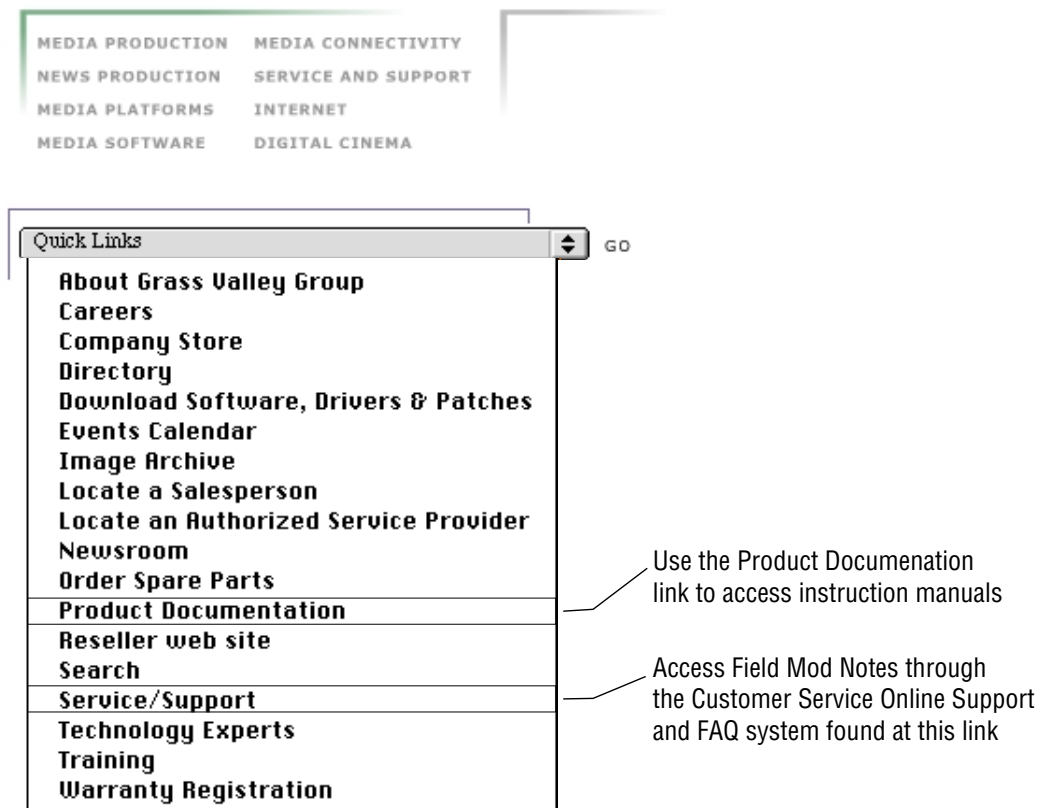 MEDIA PRODUCTION MEDIA CONNECTIVITY
NEWS PRODUCTION SERVICE AND SUPPORT
MEDIA PLATFORMS INTERNET
MEDIA SOFTWARE DIGITAL CINEMA
Quick Links GO
About Grass Valley Group
Careers
Company Store
Directory
Download Software, Drivers & Patches
Events Calendar
Image Archive
Locate a Salesperson
Locate an Authorized Service Provider
Newsroom
Order Spare Parts
Product Documentation
Reseller web site
Search
Service/Support
Technology Experts
Training
Warranty Registration
Use the Product Documenation
link to access instruction manuals
Access Field Mod Notes through
the Customer Service Online Support
and FAQ system found at this link